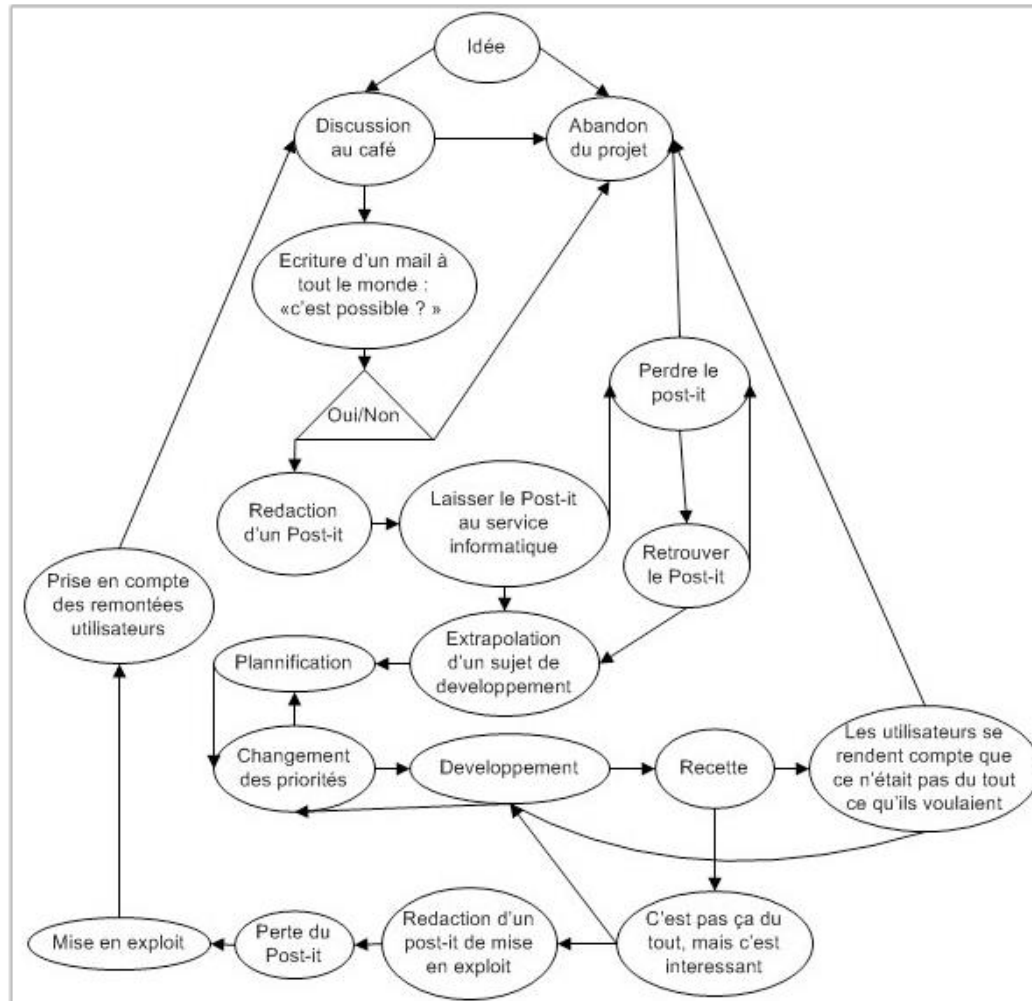 Idée
Discussion
au café
Abandon
du projet
Ecriture d'un mail à
tout le monde :
«c'est possible ? »
Oui/Non
Perdre le
post-it
Redaction
d'un Post-it
Laisser le Post-it
au service
informatique
Retrouver
le Post-it
Prise en compte
des remontées
utilisateurs
Plannification
Extrapolation
d'un sujet de
developpement
Changement
des priorités
Developpement
Recette
Les utilisateurs se
rendent compte que
ce n'était pas du tout
ce qu'ils voulaient
Mise en exploit
Perte du
Post-it
Redaction d'un
post-it de mise
en exploit
C'est pas ça du
tout, mais c'est
interessant